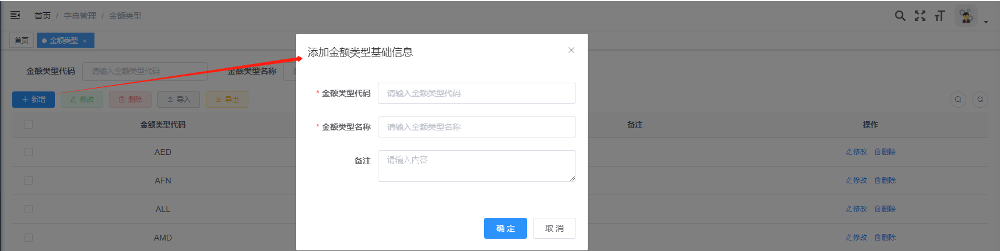 首页 / 字典管理 / 金额类型
首页
金额类型 ×
金额类型代码 请输入金额类型代码 金额类型名称
新增 修改 删除 导入 导出
金额类型代码 备注 操作
AED 修改 删除
AFN 修改 删除
ALL 修改 删除
AMD 修改 删除
添加金额类型基础信息
* 金额类型代码 请输入金额类型代码
* 金额类型名称 请输入金额类型名称
备注 请输入内容
确 定 取 消